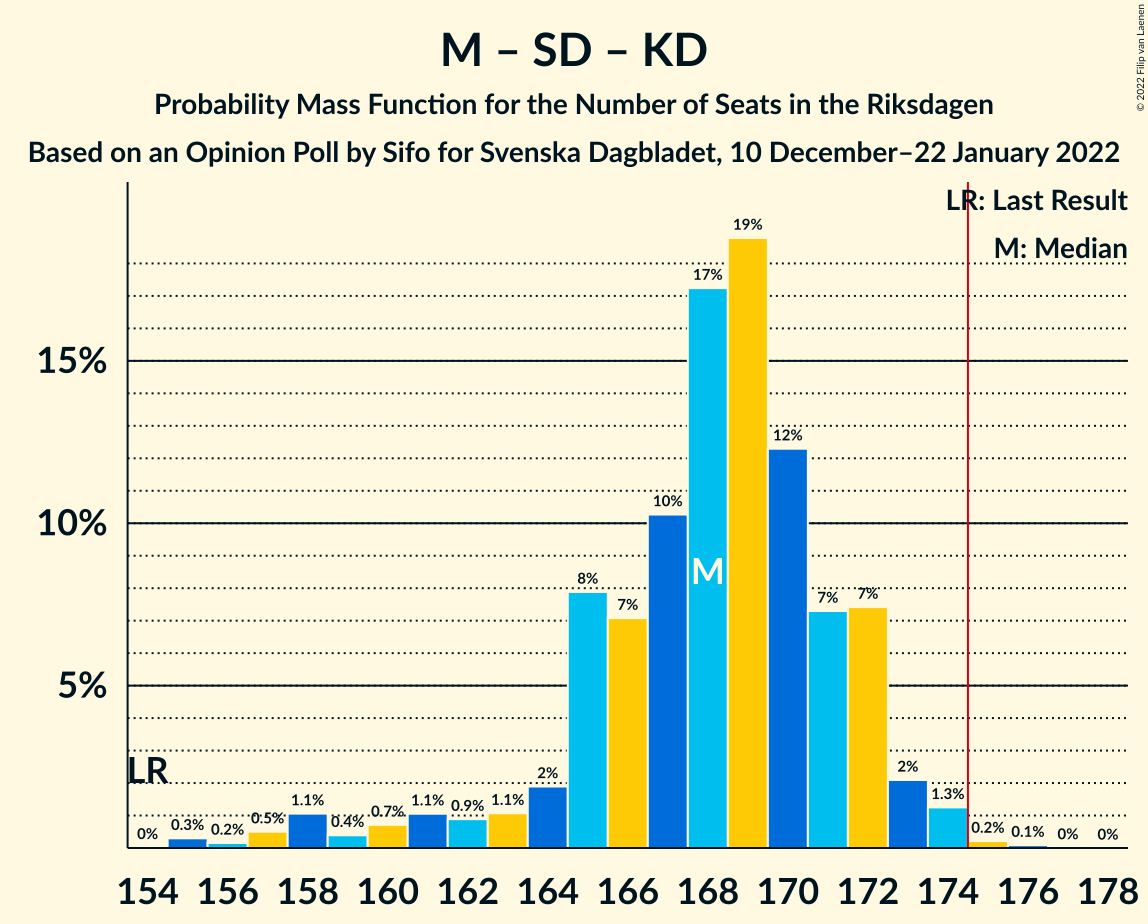 M – SD – KD
Probability Mass Function for the Number of Seats in the Riksdagen
Based on an Opinion Poll by Sifo for Svenska Dagbladet, 10 December–22 January 2022
© 2022 Filip van Laenen
LR: Last Result
M: Median
15%
10%
5%
LR
M
0% 0.3% 0.2% 0.5% 1.1% 0.4% 0.7% 1.1% 0.9% 1.1% 2% 8% 7% 10% 17% 19% 12% 7% 7% 2% 1.3% 0.2% 0.1% 0% 0%
154 156 158 160 162 164 166 168 170 172 174 176 178